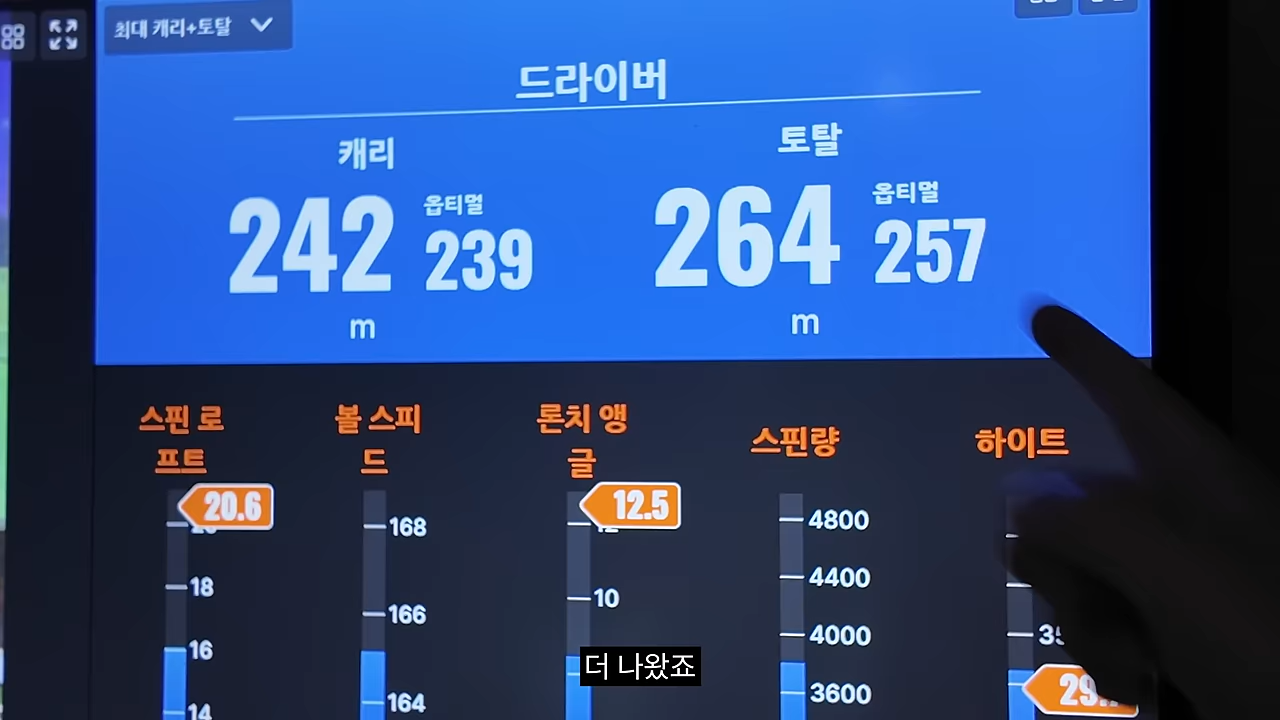 최대 캐리+토탈
드라이버
캐리
토탈
242
옵티멀
239
264
옵티멀
257
m
m
스핀 로
프트
볼 스피
드
론치 앵
글
스핀량
하이트
20.6
12.5
168
4800
18
10
4400
166
16
4000
14
164
3600
더 나왔죠